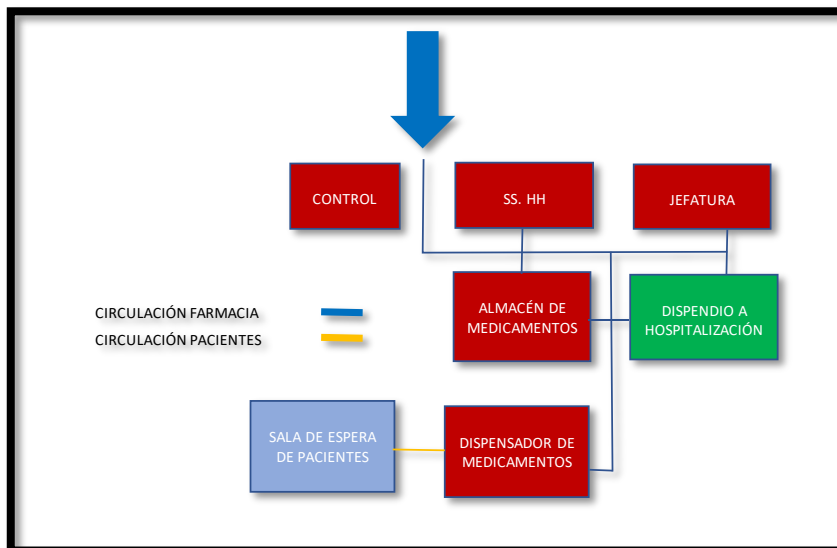 CONTROL
SS. HH
JEFATURA
ALMACÉN DE
MEDICAMENTOS
DISPENDIO A
HOSPITALIZACIÓN
CIRCULACIÓN FARMACIA
CIRCULACIÓN PACIENTES
SALA DE ESPERA
DE PACIENTES
DISPENSADOR DE
MEDICAMENTOS